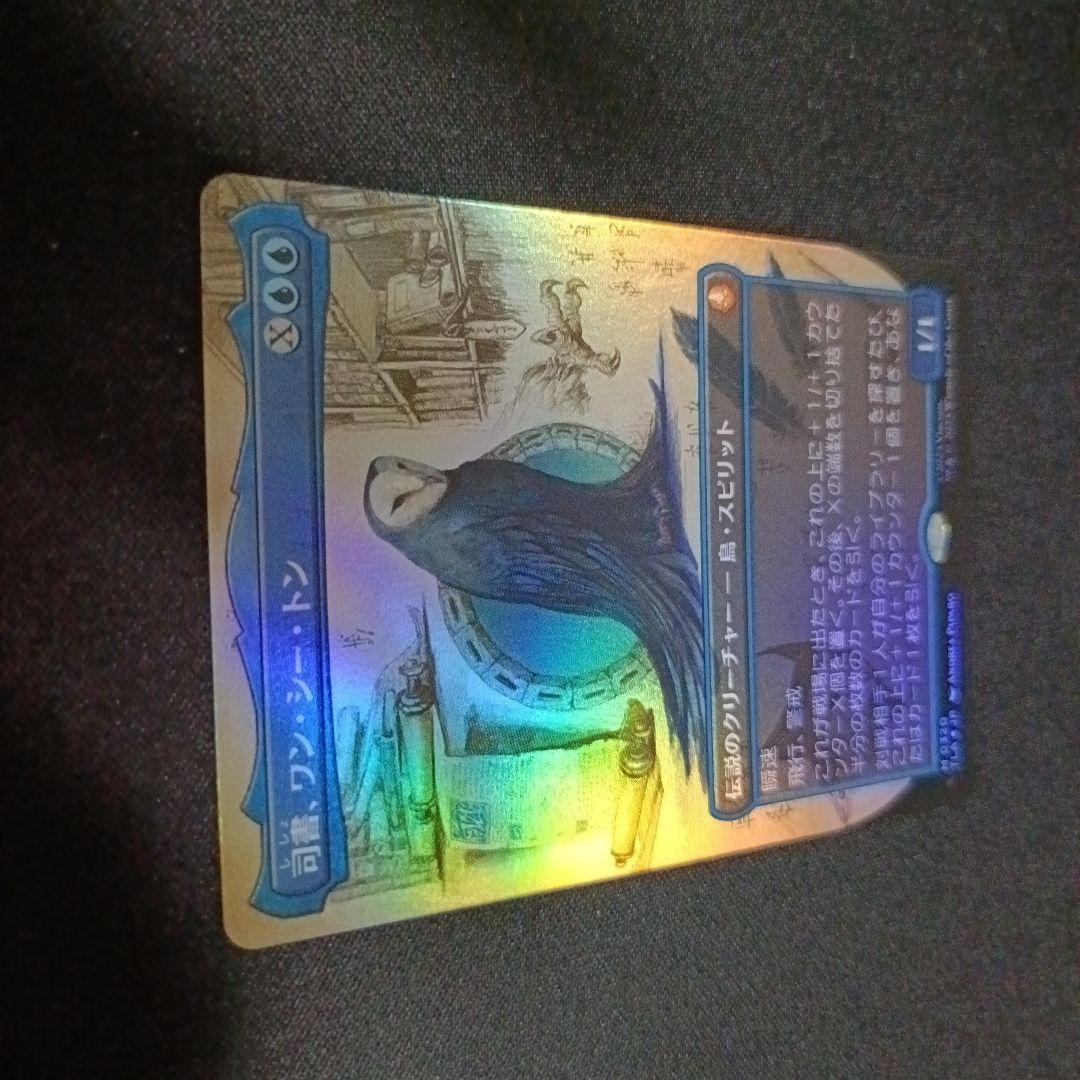 司書、ワン・シー・トン
ししょ
X
伝説のクリーチャー ― 鳥・スピリット
瞬速
飛行、警戒
これが戦場に出たとき、これの上に+1/+1カウ
ンターX個を置く。その後、Xの端数を切り捨てた
半分の枚数のカードを引く。
対戦相手1人が自分のライブラリーを探すたび、
これの上に+1/+1カウンター1個を置き、あな
たはカード1枚を引く。
1/1